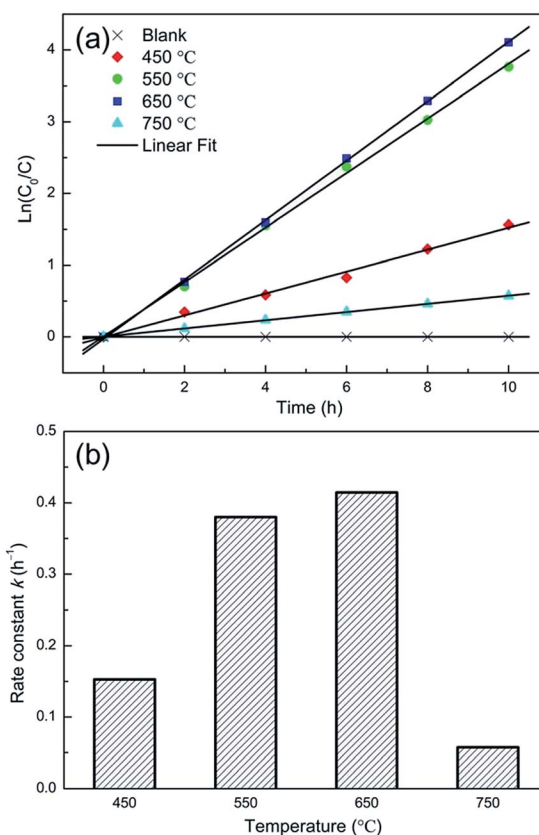 (a)
Blank
450 °C
550 °C
650 °C
750 °C
Linear Fit
Ln(C₀/C)
4
3
2
1
0
0 2 4 6 8 10
Time (h)
(b)
Rate constant k (h⁻¹)
0.5
0.4
0.3
0.2
0.1
0.0
450 550 650 750
Temperature (°C)